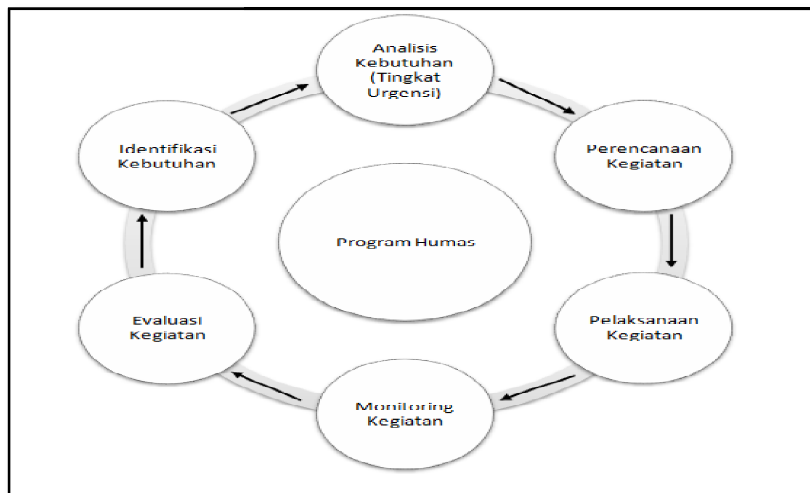 Analisis
Kebutuhan
(Tingkat
Urgensi)
Identifikasi
Kebutuhan
Perencanaan
Kegiatan
Program Humas
Evaluasi
Kegiatan
Pelaksanaan
Kegiatan
Monitoring
Kegiatan